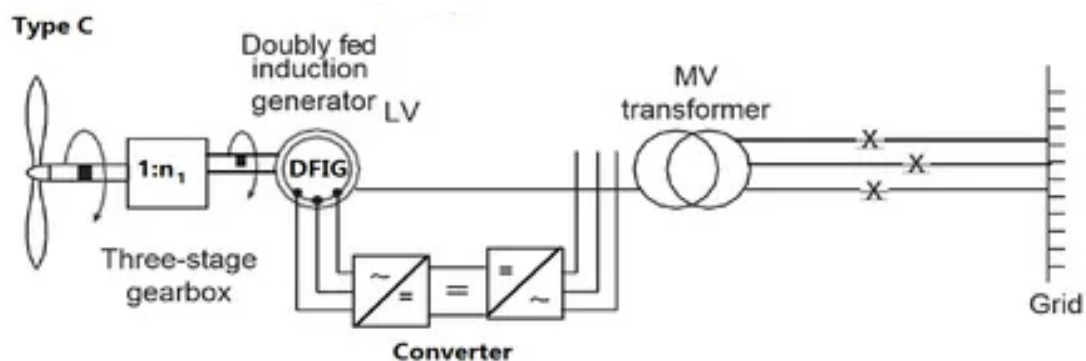 Type C
Doubly fed
induction
generator
LV
MV
transformer
1:n1
DFIG
X
X
X
Three-stage
gearbox
~
=
=
=
~
Grid
Converter